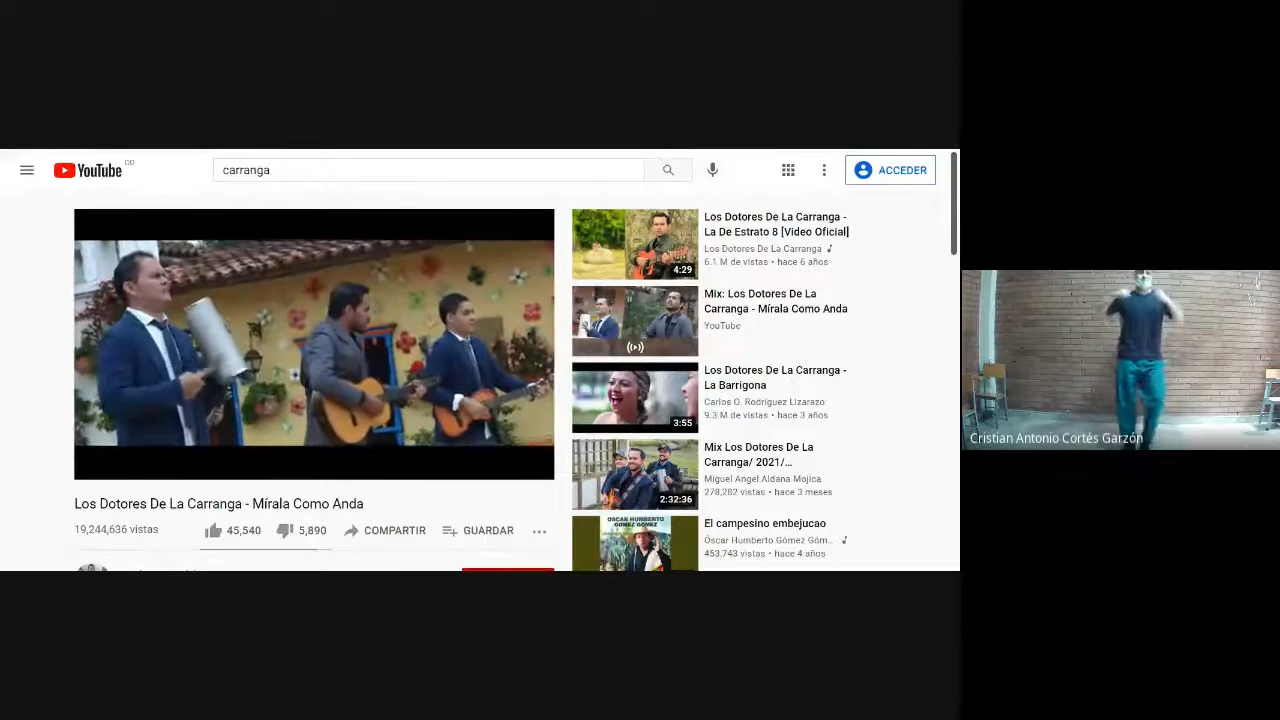 YouTube CO
carranga
ACCEDER
Los Dotores De La Carranga - Mírala Como Anda
19,244,636 vistas
45,540
5,890
COMPARTIR
GUARDAR
Los Dotores De La Carranga -
La De Estrato 8 [Video Oficial]
Los Dotores De La Carranga
6.1 M de vistas • hace 6 años
4:29
Mix: Los Dotores De La
Carranga - Mírala Como Anda
YouTube
Los Dotores De La Carranga -
La Barrigona
Carlos O. Rodríguez Lizarazo
9.3 M de vistas • hace 3 años
3:55
Mix Los Dotores De La
Carranga/ 2021/...
Miguel Angel Aldana Mojica
278,282 vistas • hace 3 meses
2:32:36
El campesino embejucao
Óscar Humberto Gómez Góm...
453,743 vistas • hace 4 años
OSCAR HUMBERTO
GÓMEZ GÓMEZ
Cristian Antonio Cortés Garzón